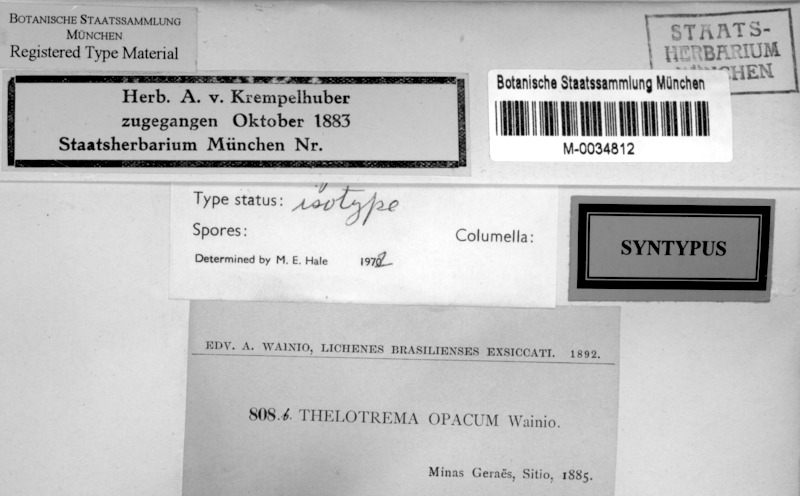 BOTANISCHE STAATSSAMMLUNG
MÜNCHEN
Registered Type Material
STAATS-
HERBARIUM
MÜNCHEN
Herb. A. v. Krempelhuber
zugegangen Oktober 1883
Staatsherbarium München Nr.
Botanische Staatssammlung München
M-0034812
Type status: isotype
Spores:
Columella:
Determined by M. E. Hale 1972
SYNTYPUS
EDV. A. WAINIO, LICHENES BRASILIENSES EXSICCATI. 1892.
808.b. THELOTREMA OPACUM Wainio.
Minas Geraës, Sitio, 1885.